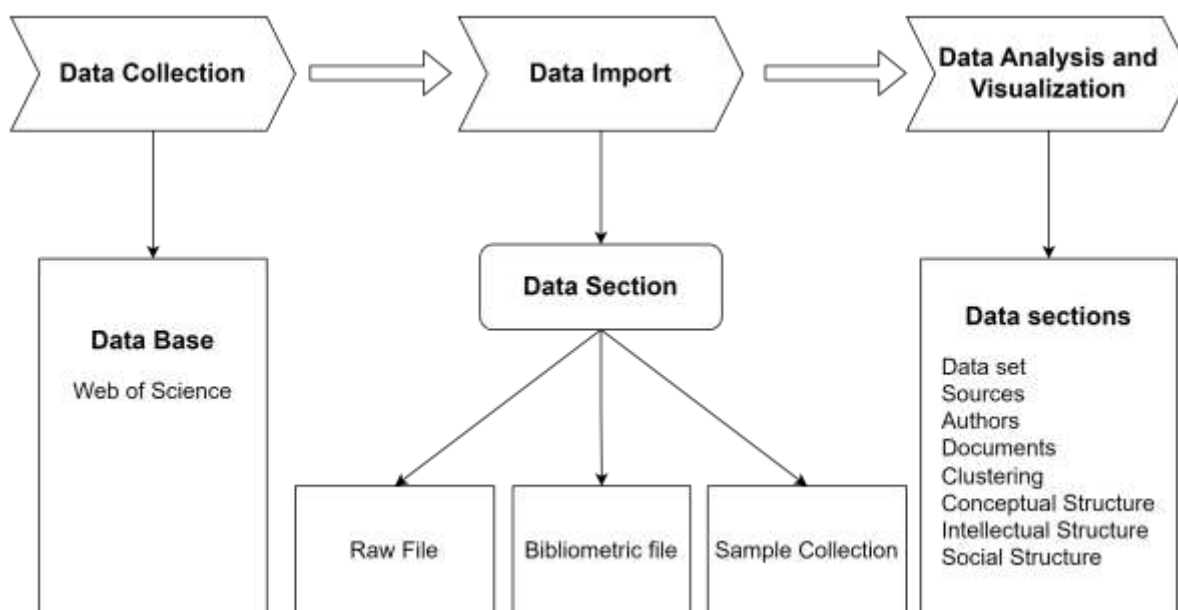 Data Collection
Data Import
Data Analysis and
Visualization
Data Base
Web of Science
Data Section
Raw File
Bibliometric file
Sample Collection
Data sections
Data set
Sources
Authors
Documents
Clustering
Conceptual Structure
Intellectual Structure
Social Structure